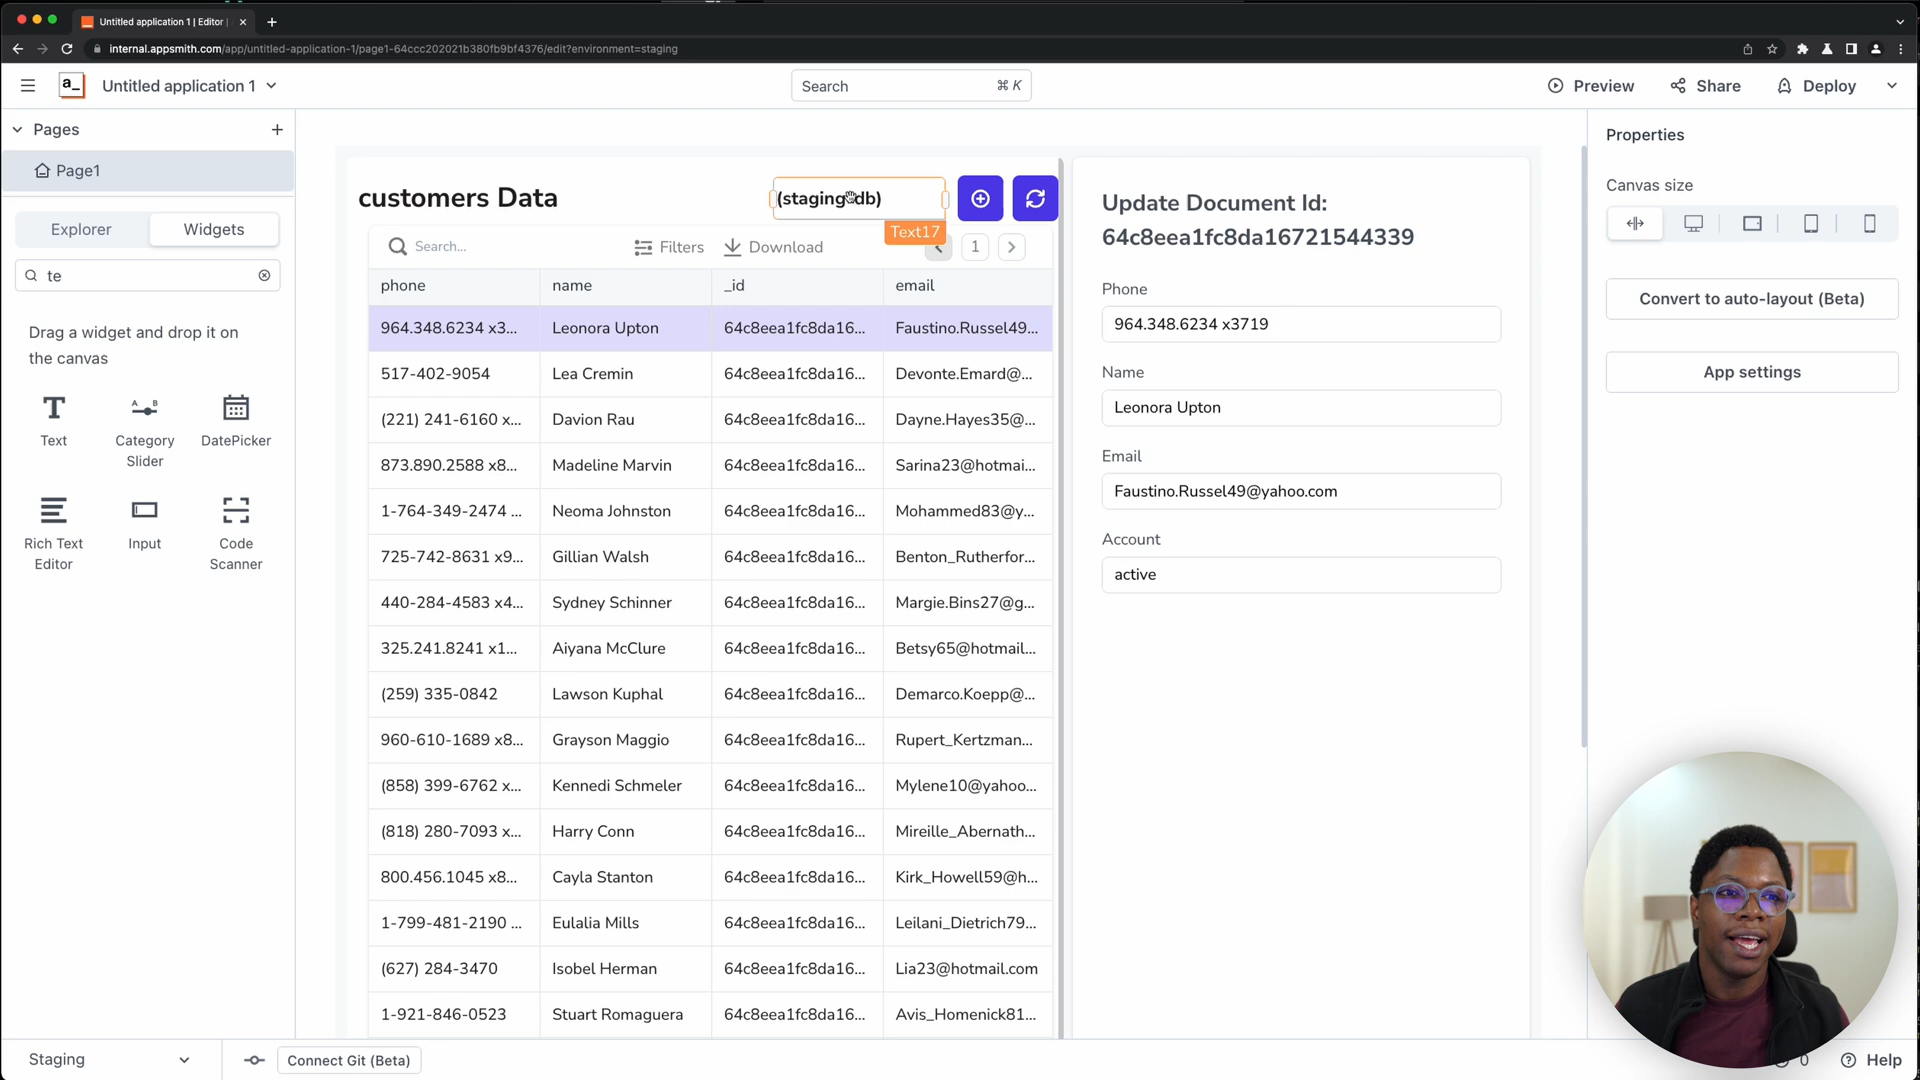 Untitled application 1 | Editor |
internal.appsmith.com/app/untitled-application-1/page1-64ccc202021b380fb9bf4376/edit?environment=staging
a_
Untitled application 1
Search ⌘ K
Preview
Share
Deploy
Pages
Page1
Explorer
Widgets
te
Drag a widget and drop it on
the canvas
Text
Category
Slider
DatePicker
Rich Text
Editor
Input
Code
Scanner
customers Data
(staging db)
Text17
Search...
Filters
Download
1
phone name _id email
964.348.6234 x3... Leonora Upton 64c8eea1fc8da16... Faustino.Russel49...
517-402-9054 Lea Cremin 64c8eea1fc8da16... Devonte.Emard@...
(221) 241-6160 x... Davion Rau 64c8eea1fc8da16... Dayne.Hayes35@...
873.890.2588 x8... Madeline Marvin 64c8eea1fc8da16... Sarina23@hotmai...
1-764-349-2474 ... Neoma Johnston 64c8eea1fc8da16... Mohammed83@y...
725-742-8631 x9... Gillian Walsh 64c8eea1fc8da16... Benton_Rutherfor...
440-284-4583 x4... Sydney Schinner 64c8eea1fc8da16... Margie.Bins27@g...
325.241.8241 x1... Aiyana McClure 64c8eea1fc8da16... Betsy65@hotmail...
(259) 335-0842 Lawson Kuphal 64c8eea1fc8da16... Demarco.Koepp@...
960-610-1689 x8... Grayson Maggio 64c8eea1fc8da16... Rupert_Kertzman...
(858) 399-6762 x... Kennedi Schmeler 64c8eea1fc8da16... Mylene10@yahoo...
(818) 280-7093 x... Harry Conn 64c8eea1fc8da16... Mireille_Abernath...
800.456.1045 x8... Cayla Stanton 64c8eea1fc8da16... Kirk_Howell59@h...
1-799-481-2190 ... Eulalia Mills 64c8eea1fc8da16... Leilani_Dietrich79...
(627) 284-3470 Isobel Herman 64c8eea1fc8da16... Lia23@hotmail.com
1-921-846-0523 Stuart Romaguera 64c8eea1fc8da16... Avis_Homenick81...
Update Document Id:
64c8eea1fc8da16721544339
Phone
964.348.6234 x3719
Name
Leonora Upton
Email
Faustino.Russel49@yahoo.com
Account
active
Properties
Canvas size
Convert to auto-layout (Beta)
App settings
Staging
Connect Git (Beta)
0
Help